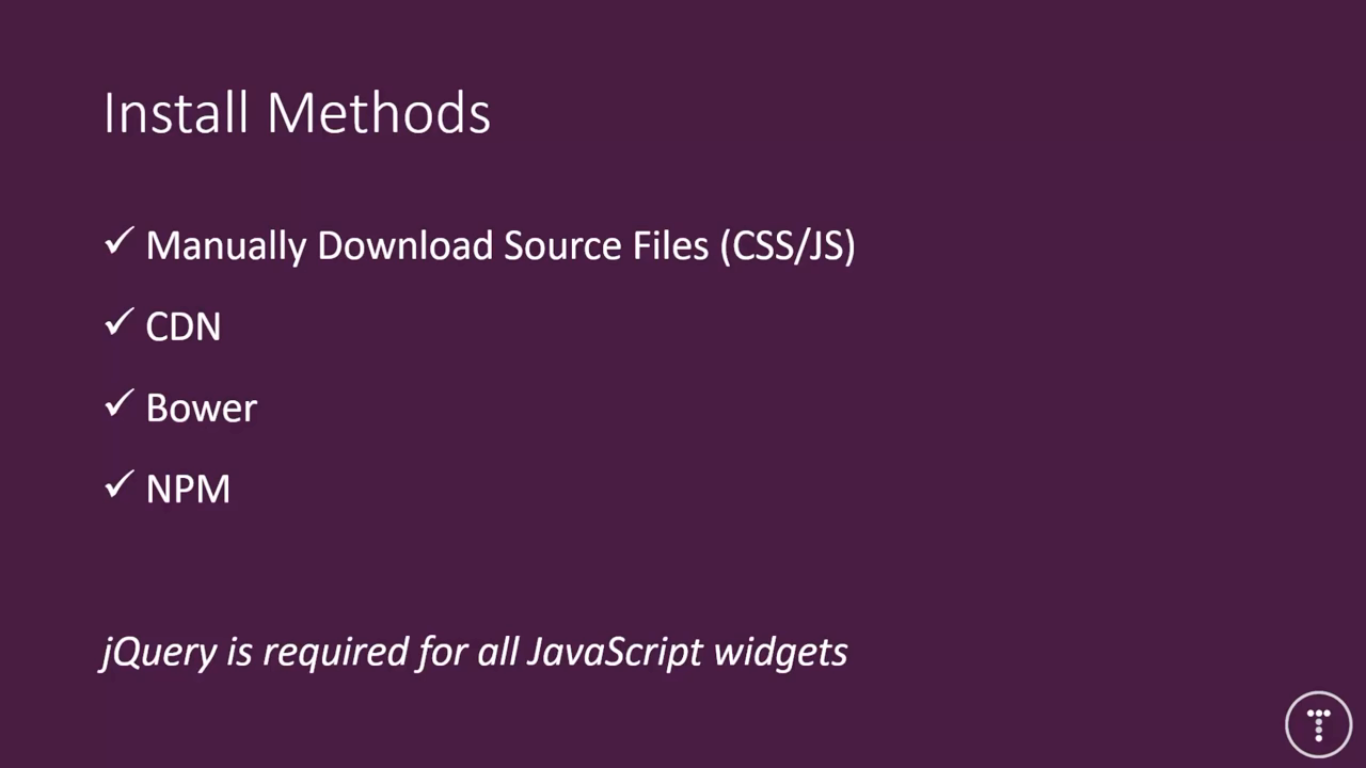 Install Methods
✓ Manually Download Source Files (CSS/JS)
✓ CDN
✓ Bower
✓ NPM
jQuery is required for all JavaScript widgets
T